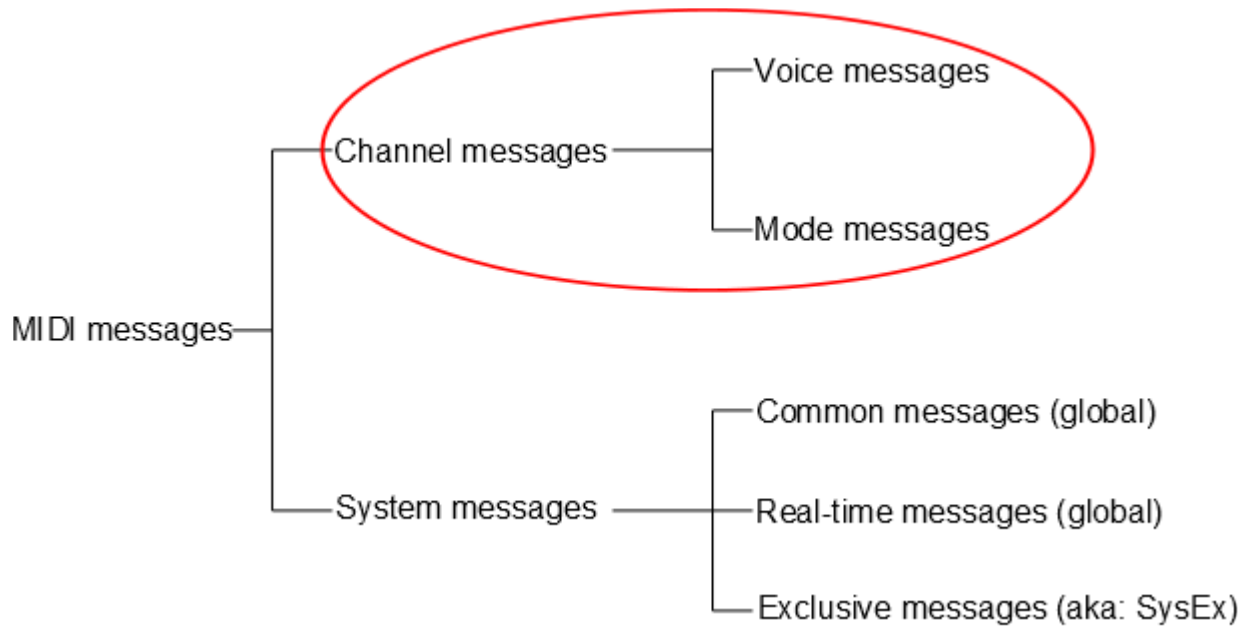 Voice messages
Channel messages
Mode messages
MIDI messages
Common messages (global)
System messages
Real-time messages (global)
Exclusive messages (aka: SysEx)